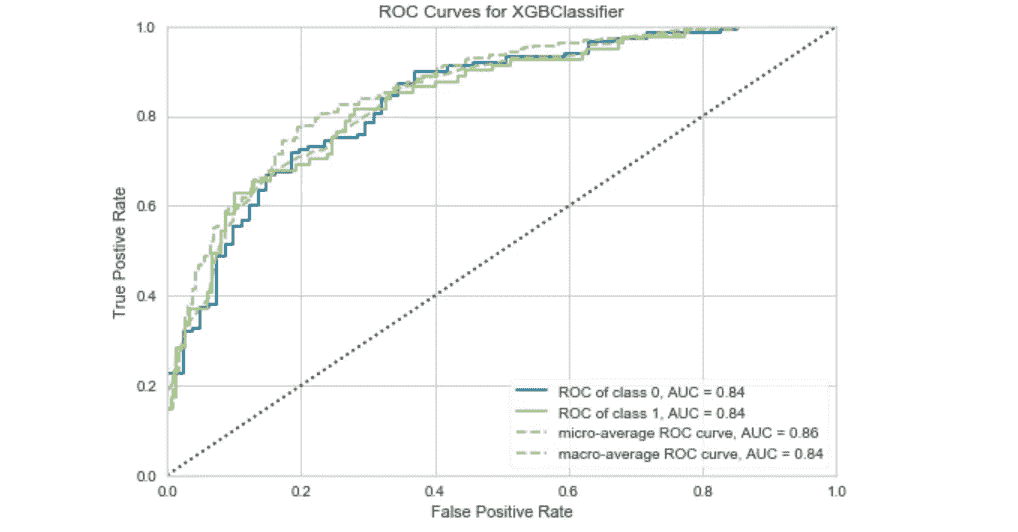 ROC Curves for XGBClassifier
1.0
0.8
0.6
0.4
0.2
0.0
True Postive Rate
ROC of class 0, AUC = 0.84
ROC of class 1, AUC = 0.84
micro-average ROC curve, AUC = 0.86
macro-average ROC curve, AUC = 0.84
0.0 0.2 0.4 0.6 0.8 1.0
False Positive Rate